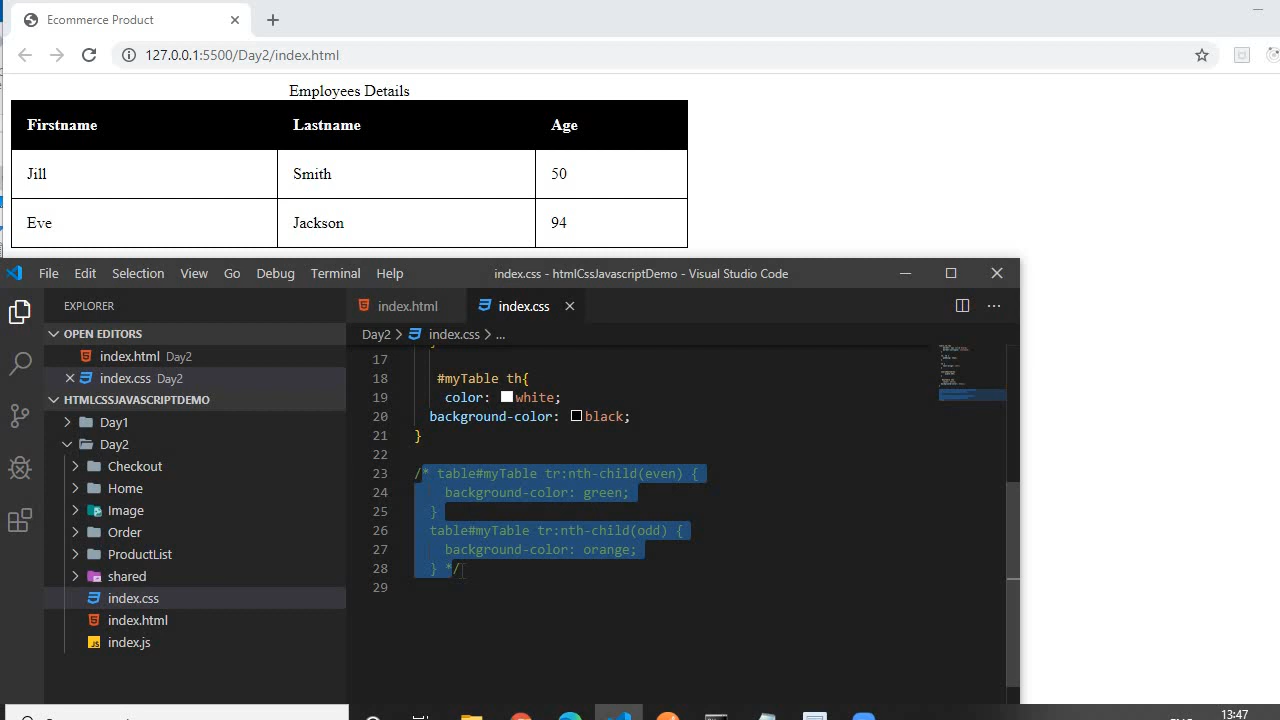 Ecommerce Product
127.0.0.1:5500/Day2/index.html
Employees Details
Firstname Lastname Age
Jill Smith 50
Eve Jackson 94
File Edit Selection View Go Debug Terminal Help index.css - htmlCssJavascriptDemo - Visual Studio Code
EXPLORER
OPEN EDITORS
index.html Day2
index.css Day2
HTMLCSSJAVASCRIPTDEMO
Day1
Day2
Checkout
Home
Image
Order
ProductList
shared
index.css
index.html
index.js
index.html index.css
Day2 > index.css > ...
17
18 #myTable th{
19 color: white;
20 background-color: black;
21 }
22
23 /* table#myTable tr:nth-child(even) {
24 background-color: green;
25 }
26 table#myTable tr:nth-child(odd) {
27 background-color: orange;
28 } */
29
13:47